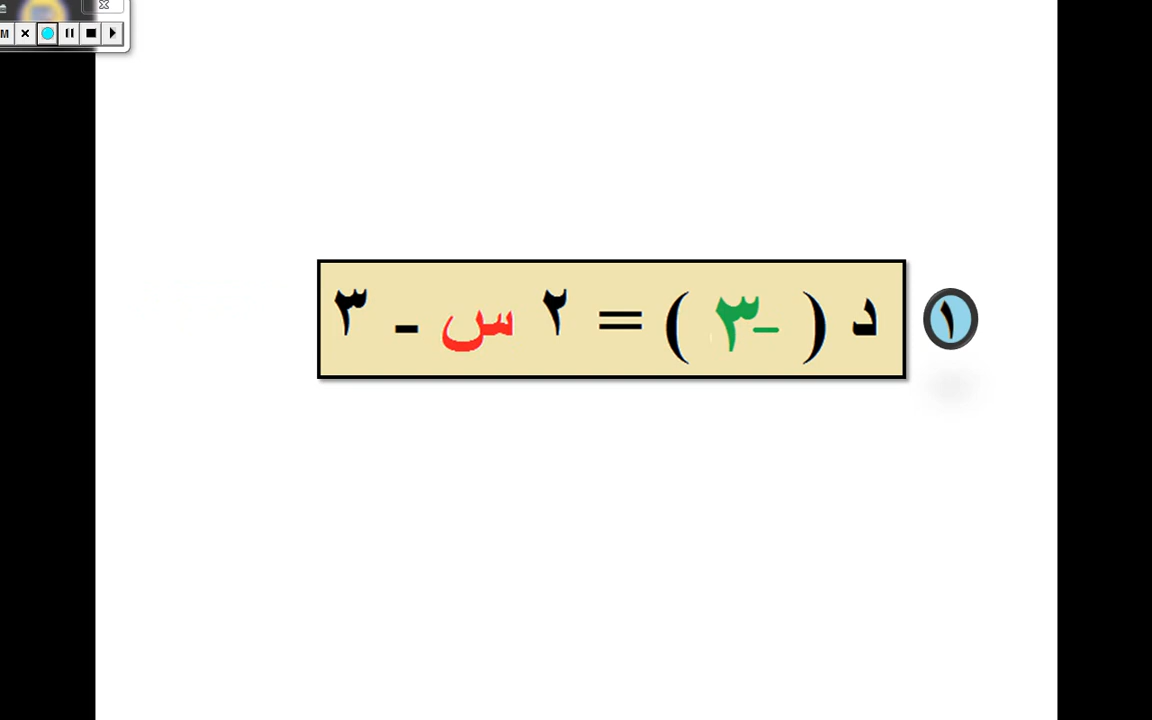 M
١ د ( -٣ ) = ٢ س - ٣